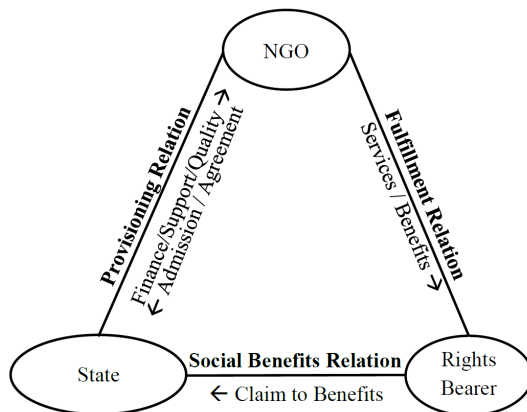 NGO
Provisioning Relation
Finance/Support/Quality →
← Admission / Agreement
Fulfillment Relation
Services / Benefits →
State
Social Benefits Relation
← Claim to Benefits
Rights
Bearer